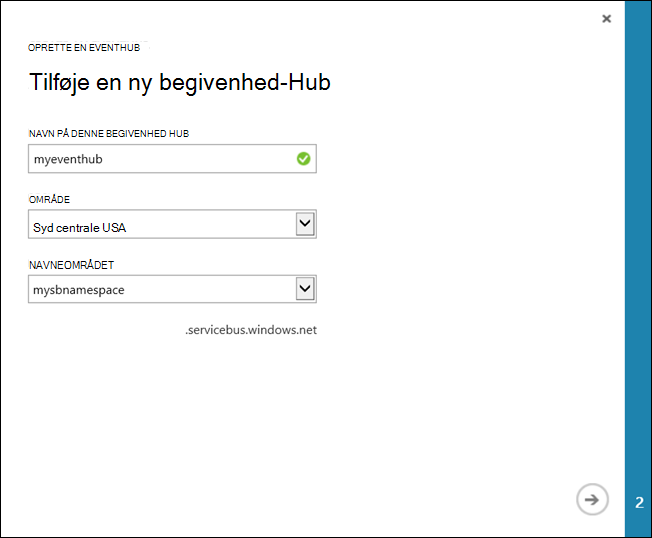 OPRETTE EN EVENTHUB
Tilføje en ny begivenhed-Hub
NAVN PÅ DENNE BEGIVENHED HUB
myeventhub
OMRÅDE
Syd centrale USA
NAVNEOMRÅDET
mysbnamespace
.servicebus.windows.net
2